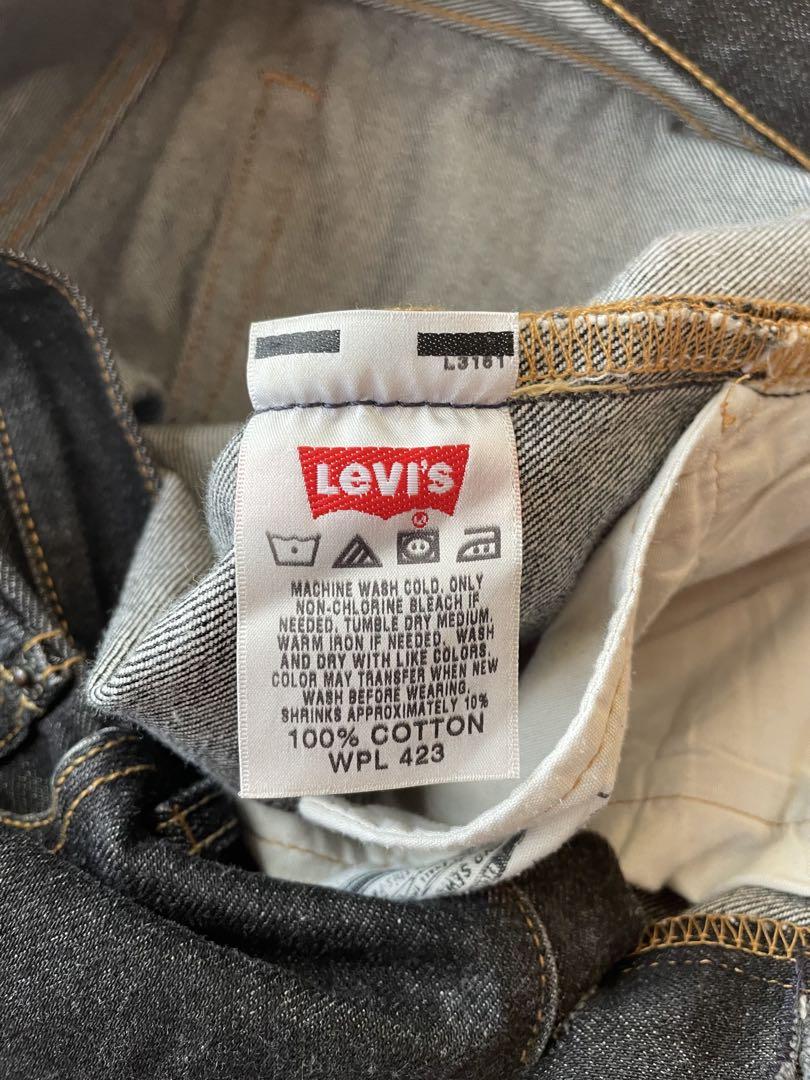 L3161
LEVI'S
MACHINE WASH COLD, ONLY
NON-CHLORINE BLEACH IF
NEEDED, TUMBLE DRY MEDIUM,
WARM IRON IF NEEDED, WASH
AND DRY WITH LIKE COLORS,
COLOR MAY TRANSFER WHEN NEW
WASH BEFORE WEARING,
SHRINKS APPROXIMATELY 10%
100% COTTON
WPL 423